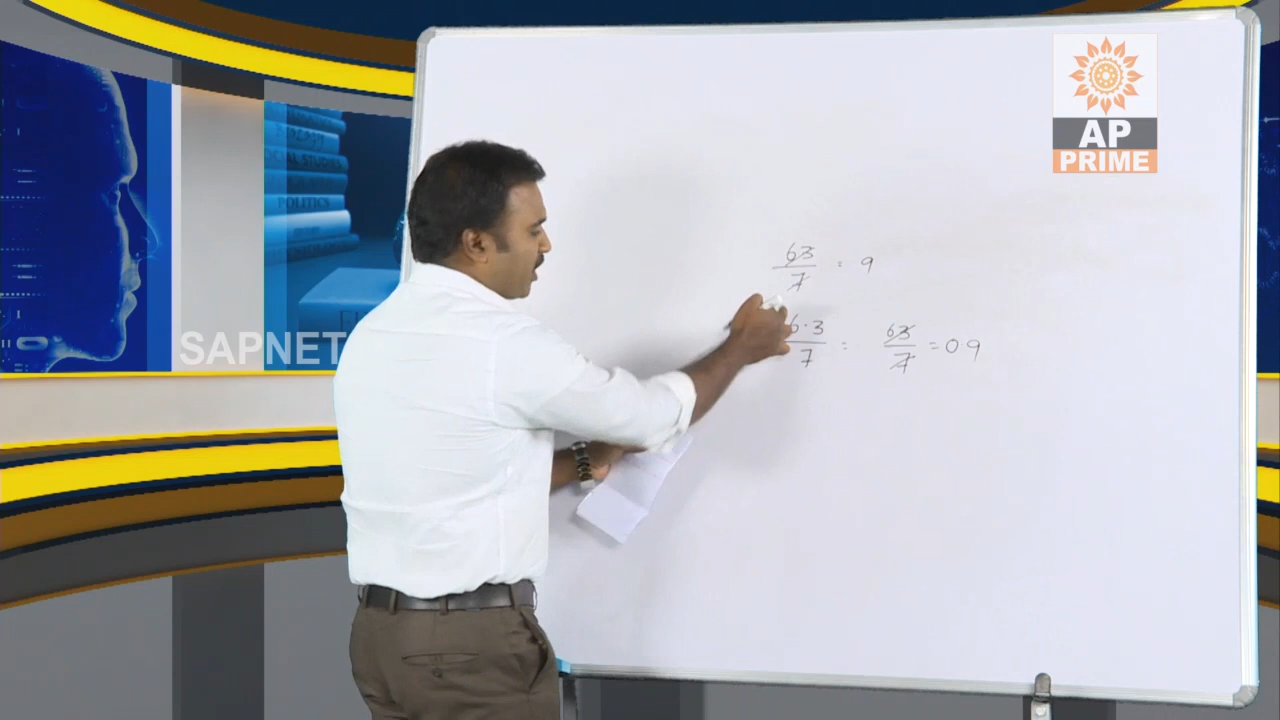 AP
PRIME
SOCIAL STUDIES
POLITICS
SAPNET
63/7 = 9
6.3/7 = 63/7 = 0 9